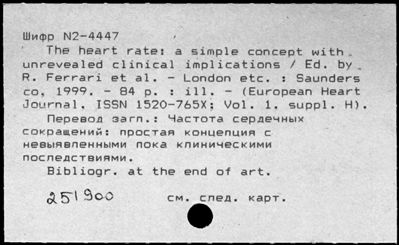 Шифр N2-4447
The heart rate: a simple concept with
unrevealed clinical implications / Ed. by
R. Ferrari et al. - London etc. : Saunders
co, 1999. - 84 p. : ill. - (European Heart
Journal. ISSN 1520-765X; Vol. 1. suppl. H).
Перевод загл.: Частота сердечных
сокращений: простая концепция с
невыявленными пока клиническими
последствиями.
Bibliogr. at the end of art.
251900 см. след. карт.